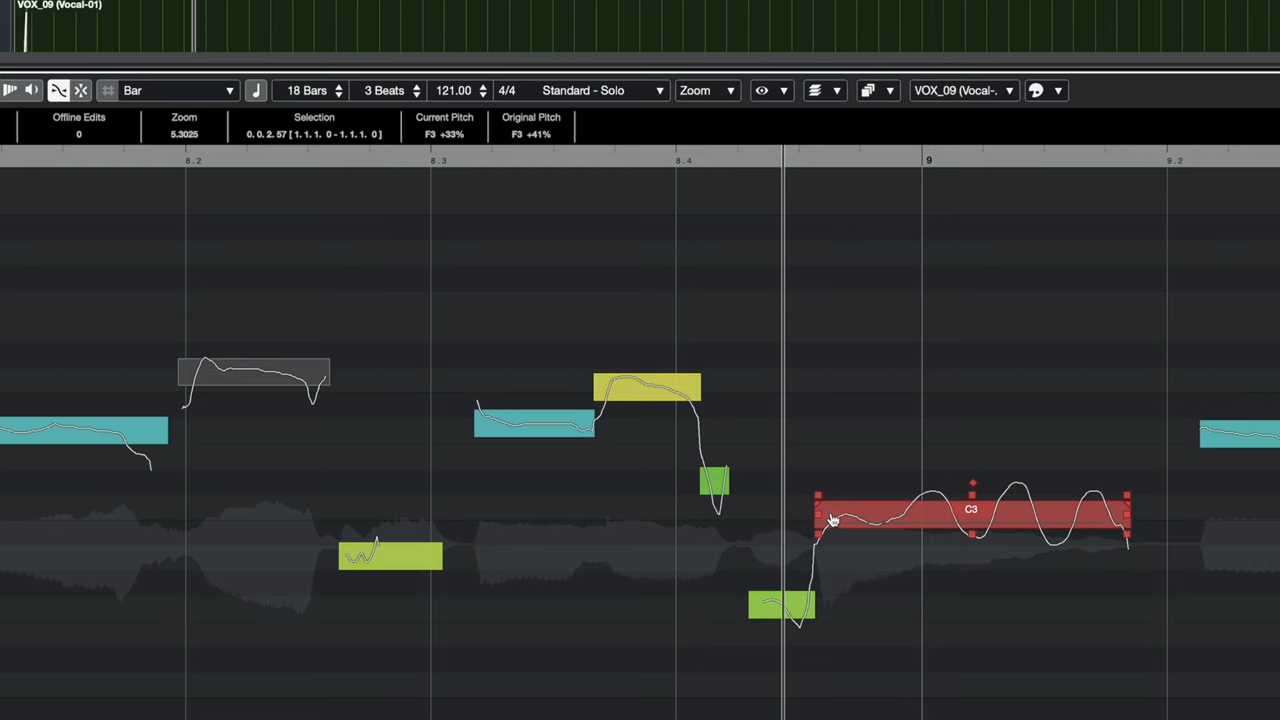 VOX_09 (Vocal-01)
Bar 18 Bars 3 Beats 121.00 4/4 Standard - Solo Zoom VOX_09 (Vocal-.
Offline Edits Zoom Selection Current Pitch Original Pitch
0 5.3025 0. 0. 2. 57 [ 1. 1. 1. 0 - 1. 1. 1. 0 ] F3 +33% F3 +41%
8.2 8.3 8.4 9 9.2
C3